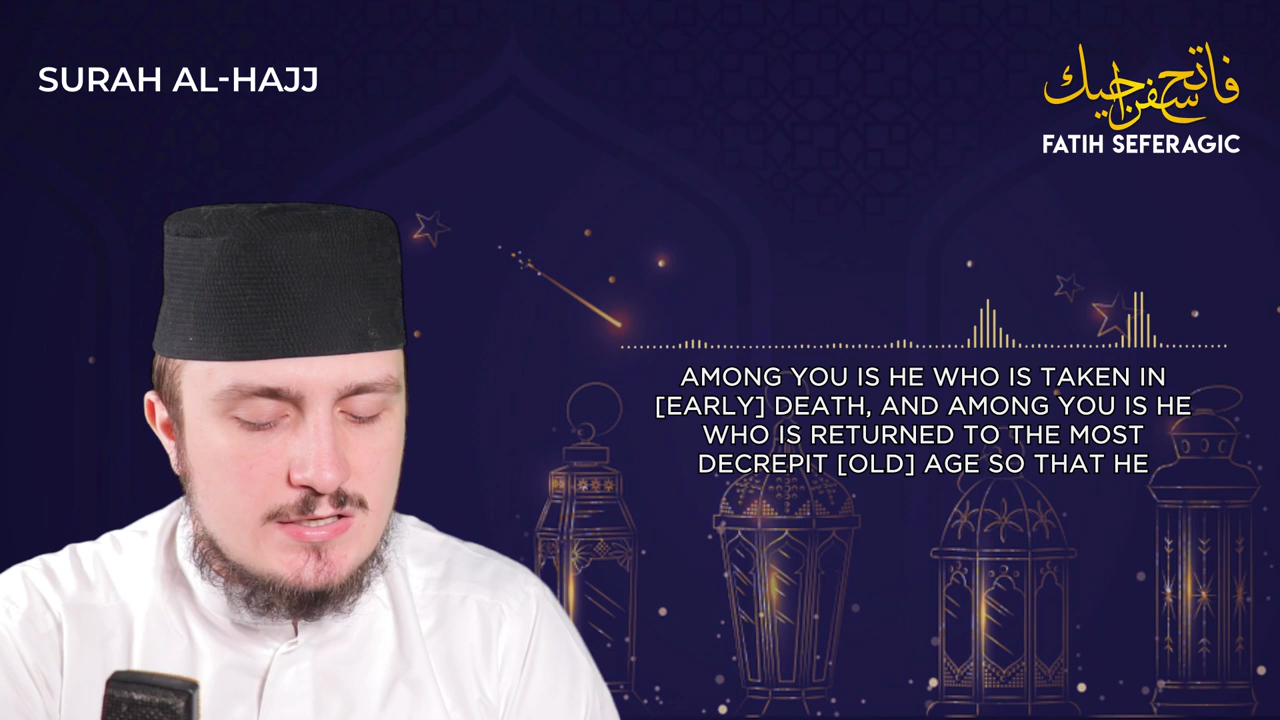 SURAH AL-HAJJ
فاتح سفراجيك
FATIH SEFERAGIC
AMONG YOU IS HE WHO IS TAKEN IN
[EARLY] DEATH, AND AMONG YOU IS HE
WHO IS RETURNED TO THE MOST
DECREPIT [OLD] AGE SO THAT HE